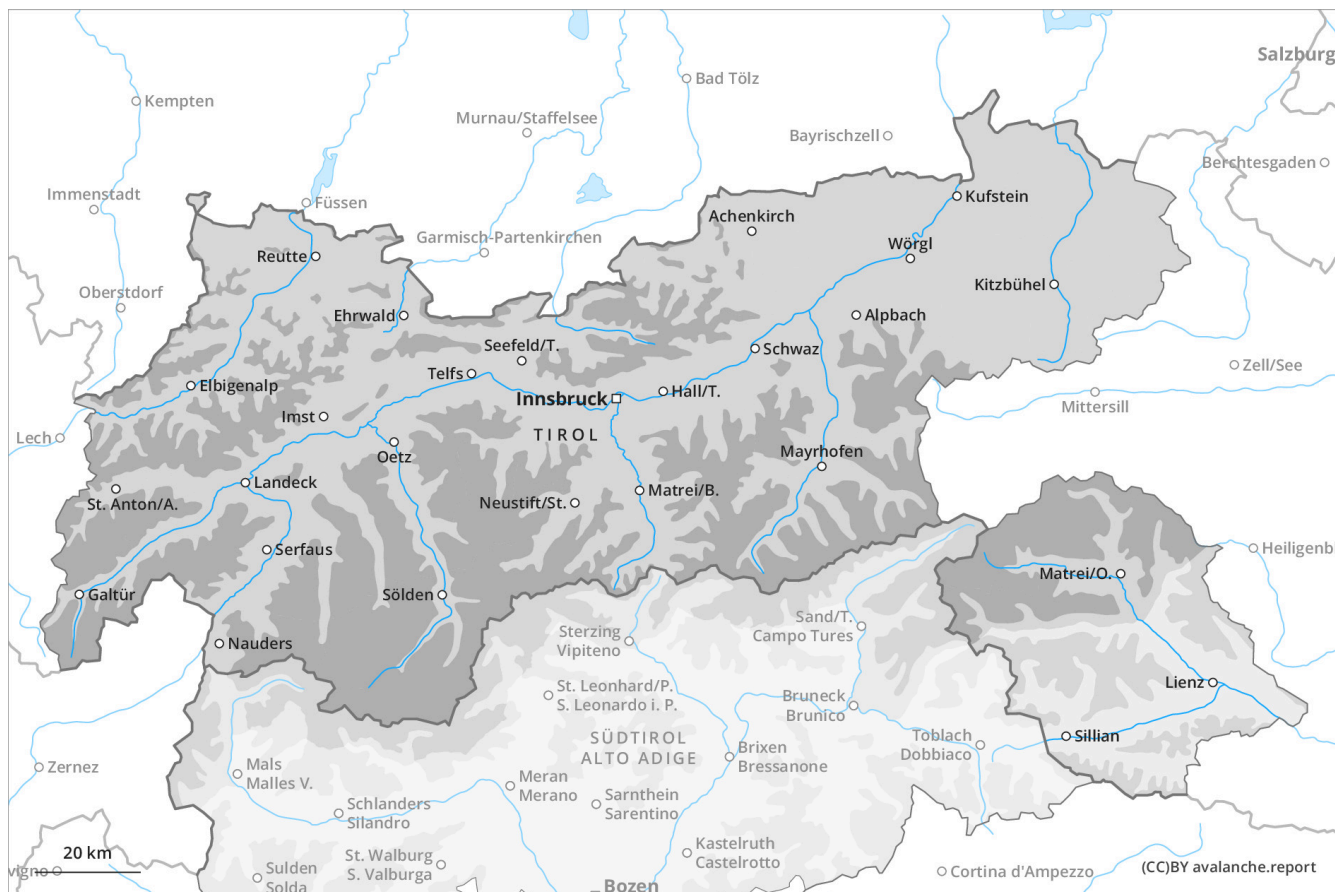 Salzburg
Kempten
Bad Tölz
Murnau/Staffelsee
Bayrischzell
Berchtesgaden
Immenstadt
Füssen
Kufstein
Achenkirch
Garmisch-Partenkirchen
Wörgl
Reutte
Oberstdorf
Kitzbühel
Ehrwald
Alpbach
Seefeld/T.
Schwaz
Zell/See
Telfs
Elbigenalp
Innsbruck
Hall/T.
Mittersill
Imst
Lech
TIROL
Oetz
Mayrhofen
Landeck
St. Anton/A.
Neustift/St.
Matrei/B.
Serfaus
Heiligenb
Matrei/O.
Galtür
Sölden
Sand/T.
Campo Tures
Sterzing
Vipiteno
Nauders
Lienz
St. Leonhard/P.
S. Leonardo i. P.
Bruneck
Brunico
SÜDTIROL
ALTO ADIGE
Toblach
Dobbiaco
Sillian
Brixen
Bressanone
Zernez
Mals
Malles V.
Meran
Merano
Schlanders
Silandro
Sarnthein
Sarentino
Kastelruth
Castelrotto
20 km
vigno
St. Walburg
S. Valburga
Sulden
Solda
Bozen
Cortina d'Ampezzo
(CC)BY avalanche.report